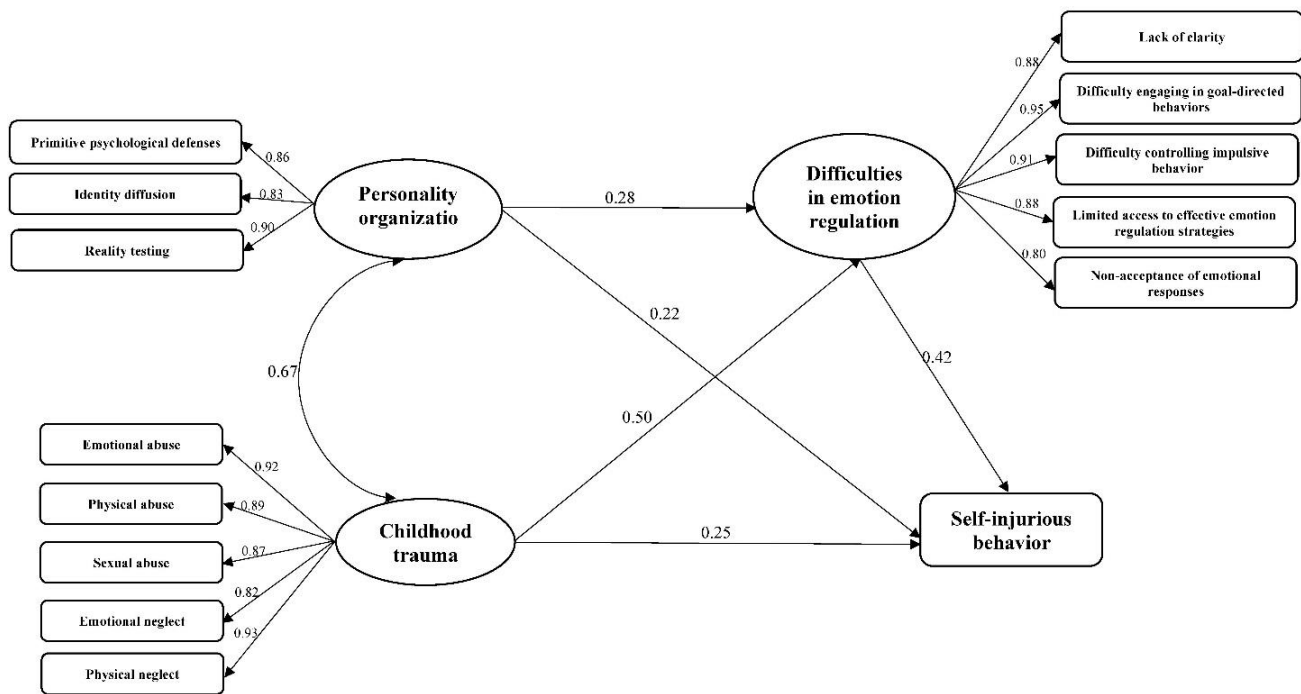 Lack of clarity
0.88
Difficulty engaging in goal-directed
behaviors
0.95
Primitive psychological defenses
0.86
Difficulties
in emotion
regulation
0.91
Difficulty controlling impulsive
behavior
Identity diffusion
0.83
Personality
organizatio
0.28
0.88
Limited access to effective emotion
regulation strategies
Reality testing
0.90
0.80
Non-acceptance of emotional
responses
0.22
0.42
0.67
0.50
Emotional abuse
0.92
Physical abuse
0.89
Childhood
trauma
0.25
Self-injurious
behavior
Sexual abuse
0.87
0.82
Emotional neglect
0.93
Physical neglect